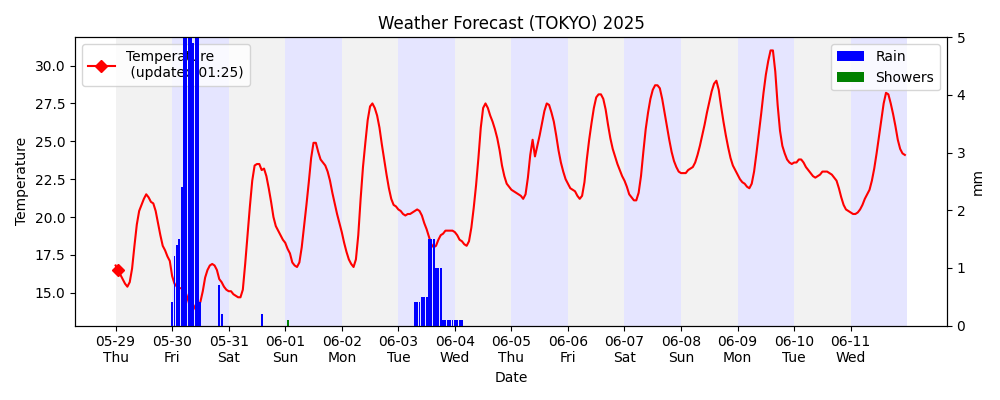 Weather Forecast (TOKYO) 2025
Temperature
(updated 01:25)
Rain
Showers
Temperature
30.0
27.5
25.0
22.5
20.0
17.5
15.0
5
4
3
2
1
0
mm
05-29 05-30 05-31 06-01 06-02 06-03 06-04 06-05 06-06 06-07 06-08 06-09 06-10 06-11
Thu Fri Sat Sun Mon Tue Wed Thu Fri Sat Sun Mon Tue Wed
Date